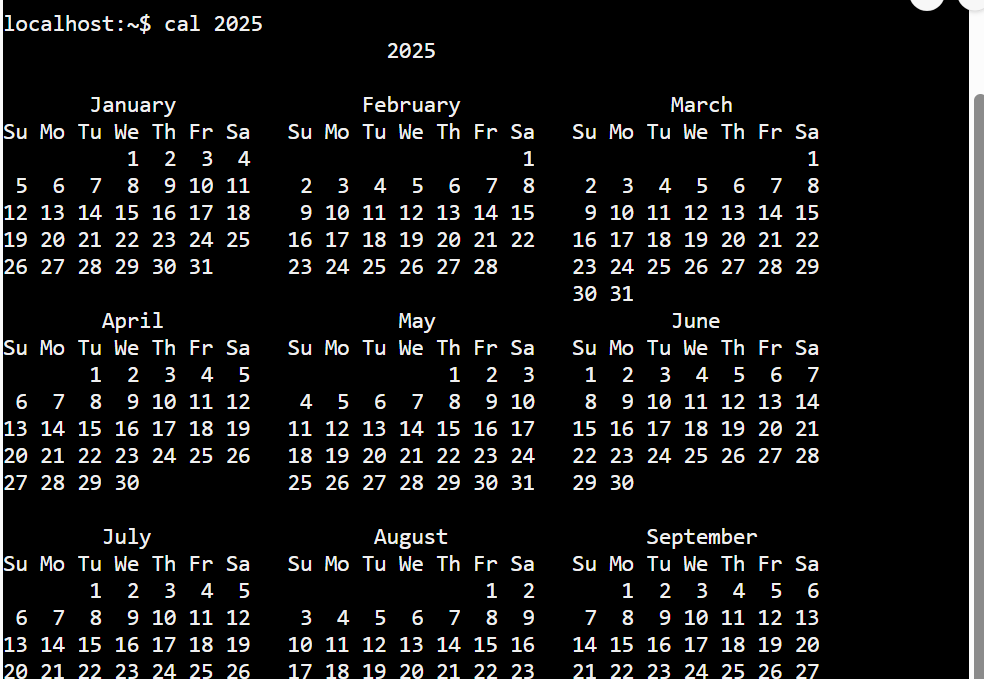 localhost:~$ cal 2025
                               2025

       January               February                 March
Su Mo Tu We Th Fr Sa   Su Mo Tu We Th Fr Sa   Su Mo Tu We Th Fr Sa
          1  2  3  4                      1                      1
 5  6  7  8  9 10 11    2  3  4  5  6  7  8    2  3  4  5  6  7  8
12 13 14 15 16 17 18    9 10 11 12 13 14 15    9 10 11 12 13 14 15
19 20 21 22 23 24 25   16 17 18 19 20 21 22   16 17 18 19 20 21 22
26 27 28 29 30 31      23 24 25 26 27 28      23 24 25 26 27 28 29
                                              30 31
        April                   May                   June
Su Mo Tu We Th Fr Sa   Su Mo Tu We Th Fr Sa   Su Mo Tu We Th Fr Sa
       1  2  3  4  5                1  2  3    1  2  3  4  5  6  7
 6  7  8  9 10 11 12    4  5  6  7  8  9 10    8  9 10 11 12 13 14
13 14 15 16 17 18 19   11 12 13 14 15 16 17   15 16 17 18 19 20 21
20 21 22 23 24 25 26   18 19 20 21 22 23 24   22 23 24 25 26 27 28
27 28 29 30            25 26 27 28 29 30 31   29 30

        July                  August                September
Su Mo Tu We Th Fr Sa   Su Mo Tu We Th Fr Sa   Su Mo Tu We Th Fr Sa
       1  2  3  4  5                   1  2       1  2  3  4  5  6
 6  7  8  9 10 11 12    3  4  5  6  7  8  9    7  8  9 10 11 12 13
13 14 15 16 17 18 19   10 11 12 13 14 15 16   14 15 16 17 18 19 20
20 21 22 23 24 25 26   17 18 19 20 21 22 23   21 22 23 24 25 26 27